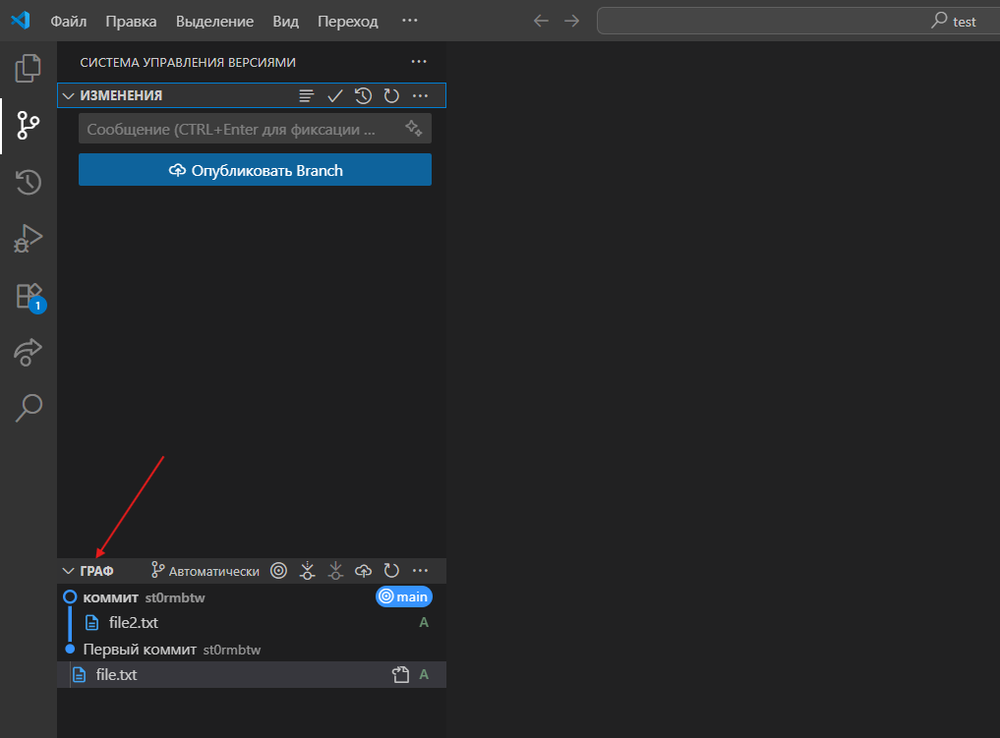 Файл Правка Выделение Вид Переход ... test
СИСТЕМА УПРАВЛЕНИЯ ВЕРСИЯМИ ...
ИЗМЕНЕНИЯ ...
Сообщение (CTRL+Enter для фиксации ...
Опубликовать Branch
1
ГРАФ Автоматически ...
коммит st0rmbtw main
file2.txt A
Первый коммит st0rmbtw
file.txt A